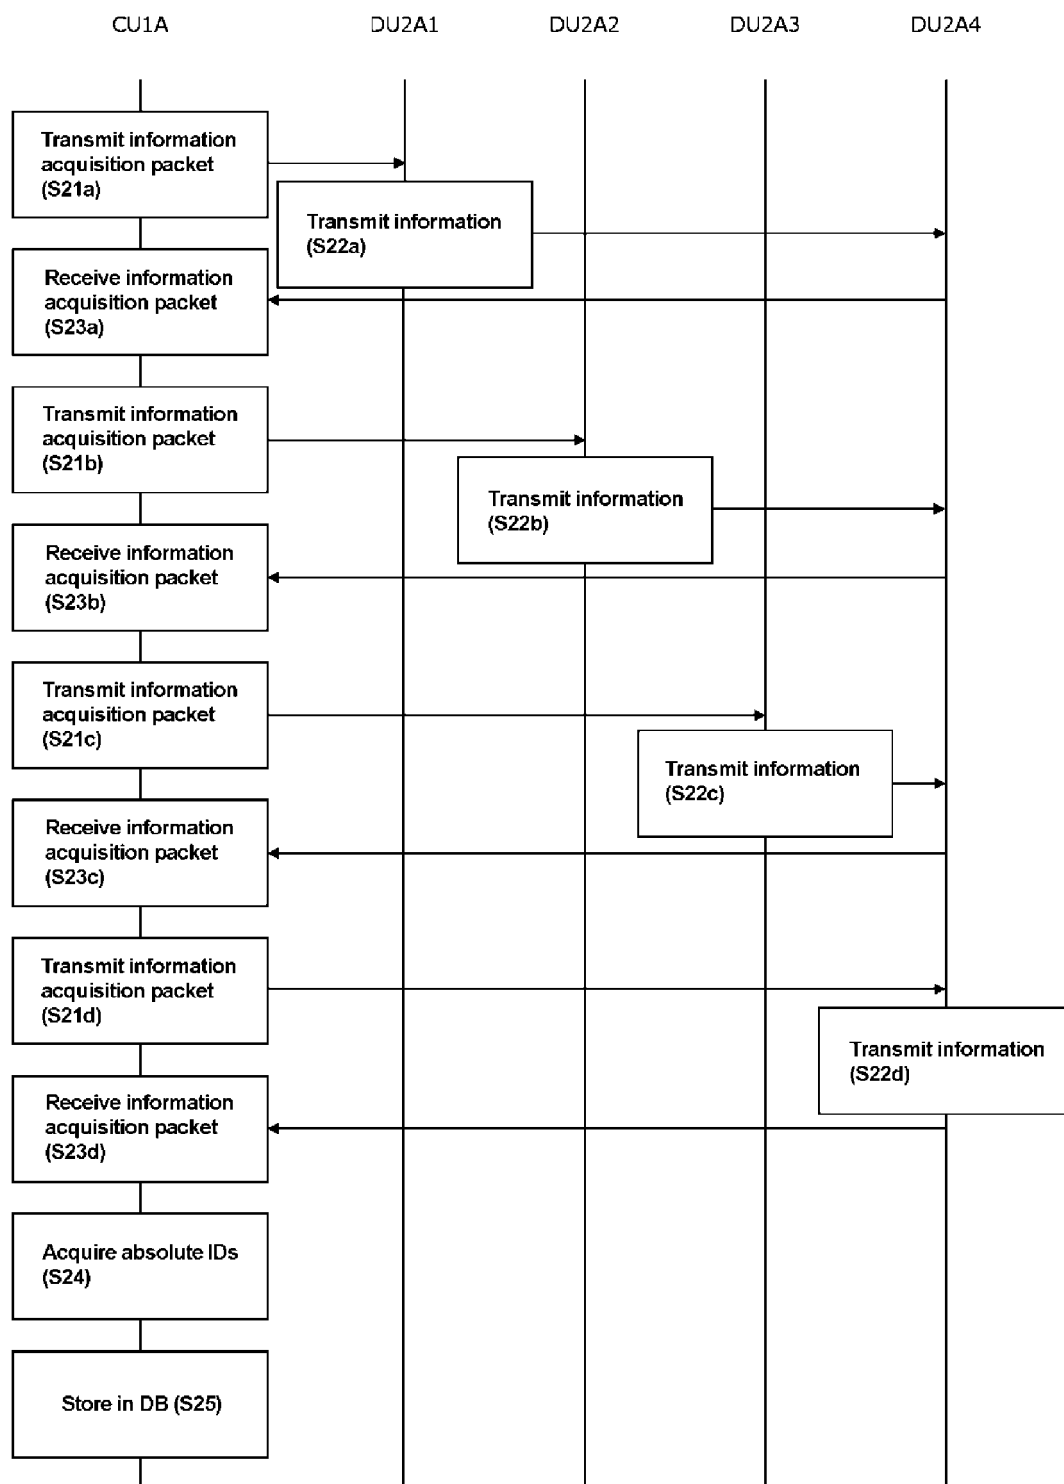 CU1A DU2A1 DU2A2 DU2A3 DU2A4
Transmit information
acquisition packet
(S21a)
Transmit information
(S22a)
Receive information
acquisition packet
(S23a)
Transmit information
acquisition packet
(S21b)
Transmit information
(S22b)
Receive information
acquisition packet
(S23b)
Transmit information
acquisition packet
(S21c)
Transmit information
(S22c)
Receive information
acquisition packet
(S23c)
Transmit information
acquisition packet
(S21d)
Transmit information
(S22d)
Receive information
acquisition packet
(S23d)
Acquire absolute IDs
(S24)
Store in DB (S25)